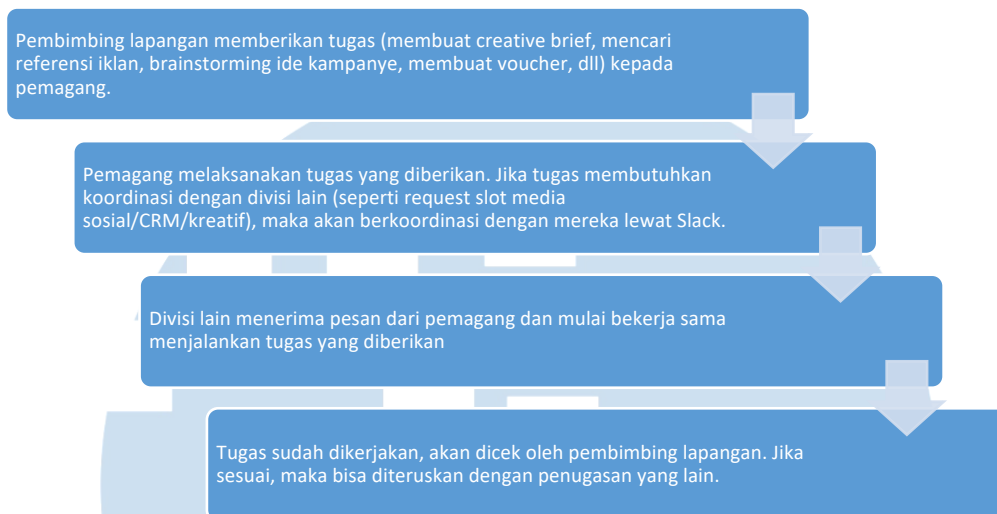 Pembimbing lapangan memberikan tugas (membuat creative brief, mencari
referensi iklan, brainstorming ide kampanye, membuat voucher, dll) kepada
pemagang.
Pemagang melaksanakan tugas yang diberikan. Jika tugas membutuhkan
koordinasi dengan divisi lain (seperti request slot media
sosial/CRM/kreatif), maka akan berkoordinasi dengan mereka lewat Slack.
Divisi lain menerima pesan dari pemagang dan mulai bekerja sama
menjalankan tugas yang diberikan
Tugas sudah dikerjakan, akan dicek oleh pembimbing lapangan. Jika
sesuai, maka bisa diteruskan dengan penugasan yang lain.